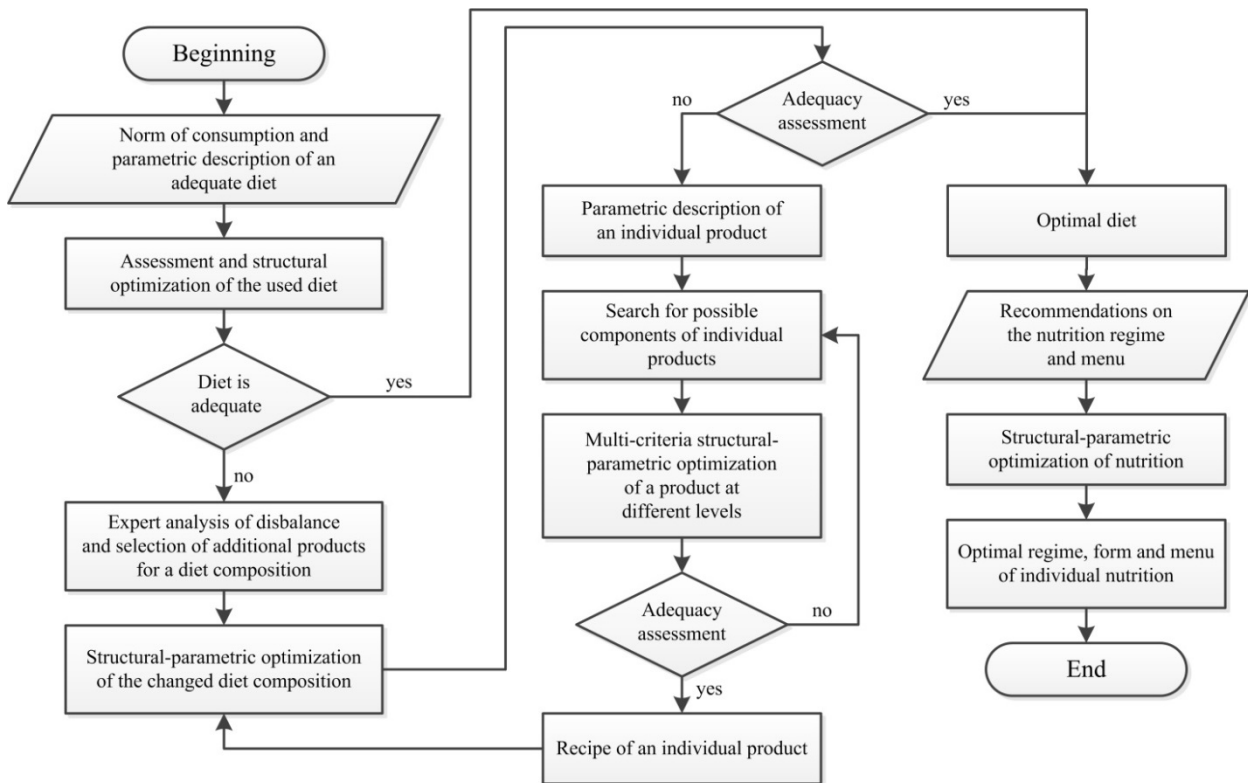 Beginning
Norm of consumption and
parametric description of an
adequate diet
Assessment and structural
optimization of the used diet
Diet is
adequate
yes
no
Expert analysis of disbalance
and selection of additional products
for a diet composition
Structural-parametric optimization
of the changed diet composition
Adequacy
assessment
no
yes
Parametric description of
an individual product
Search for possible
components of individual
products
Multi-criteria structural-
parametric optimization
of a product at
different levels
Adequacy
assessment
no
yes
Recipe of an individual product
Optimal diet
Recommendations on
the nutrition regime
and menu
Structural-parametric
optimization of nutrition
Optimal regime, form and menu
of individual nutrition
End